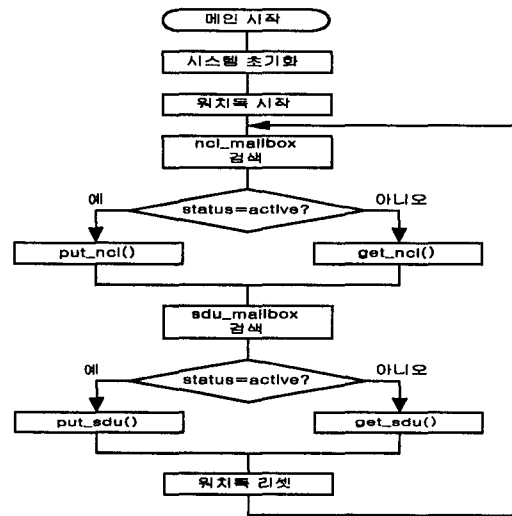 메인 시작
시스템 초기화
워치독 시작
ncl_mailbox
검색
status=active?
예
아니오
put_ncl()
get_ncl()
sdu_mailbox
검색
status=active?
예
아니오
put_sdu()
get_sdu()
워치독 리셋